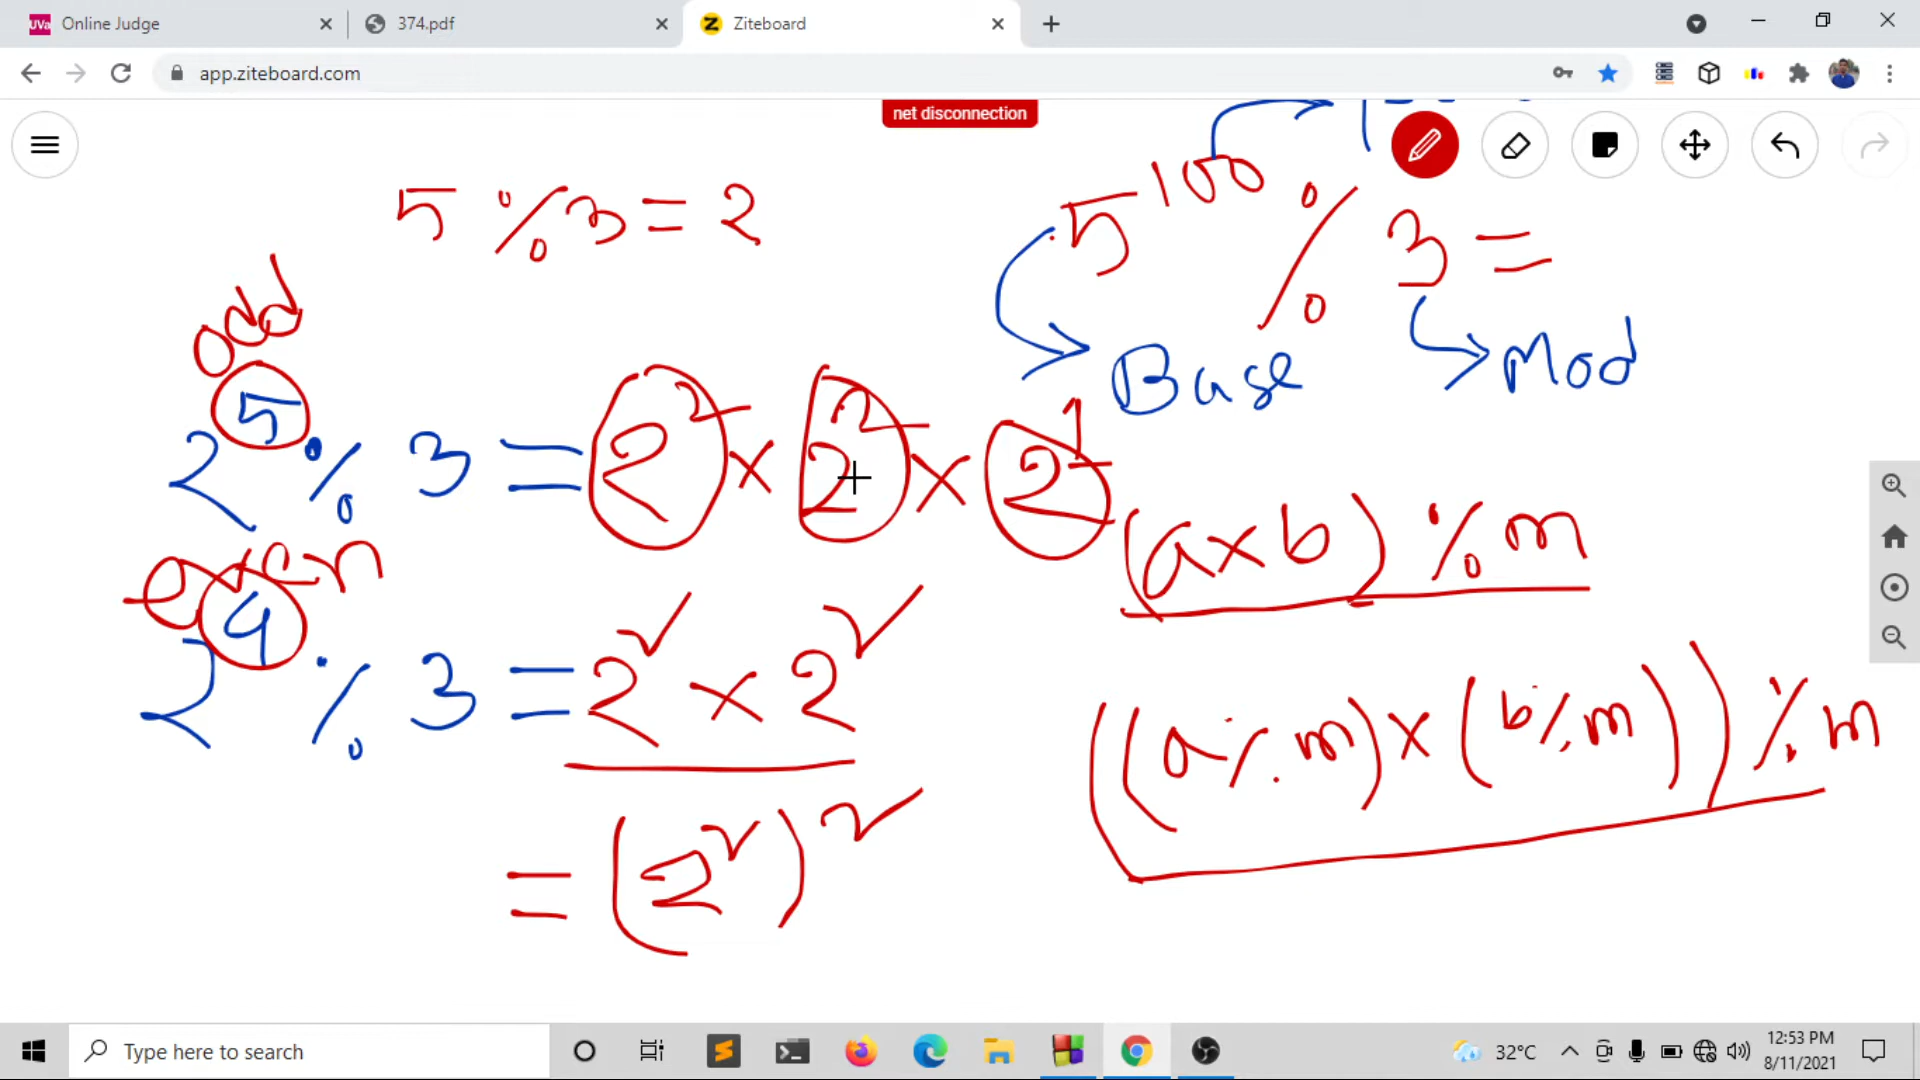 Online Judge
374.pdf
Ziteboard
app.ziteboard.com
net disconnection
5 % 3 = 2
5^100 % 3 =
Base
Mod
odd
2^5 % 3 = 2^2 × 2^2 × 2^1
(a×b) % m
even
2^4 % 3 = 2^2 × 2^2
((a % m) × (b % m)) % m
= (2^2)^2
Type here to search
32°C
12:53 PM
8/11/2021